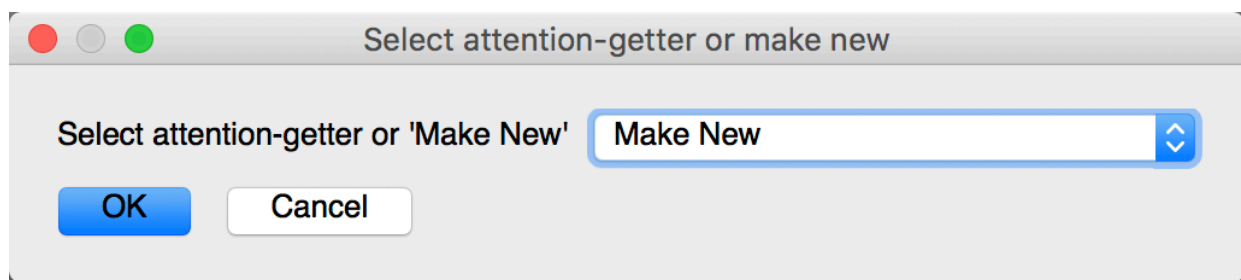 Select attention-getter or make new
Select attention-getter or 'Make New' Make New
OK Cancel